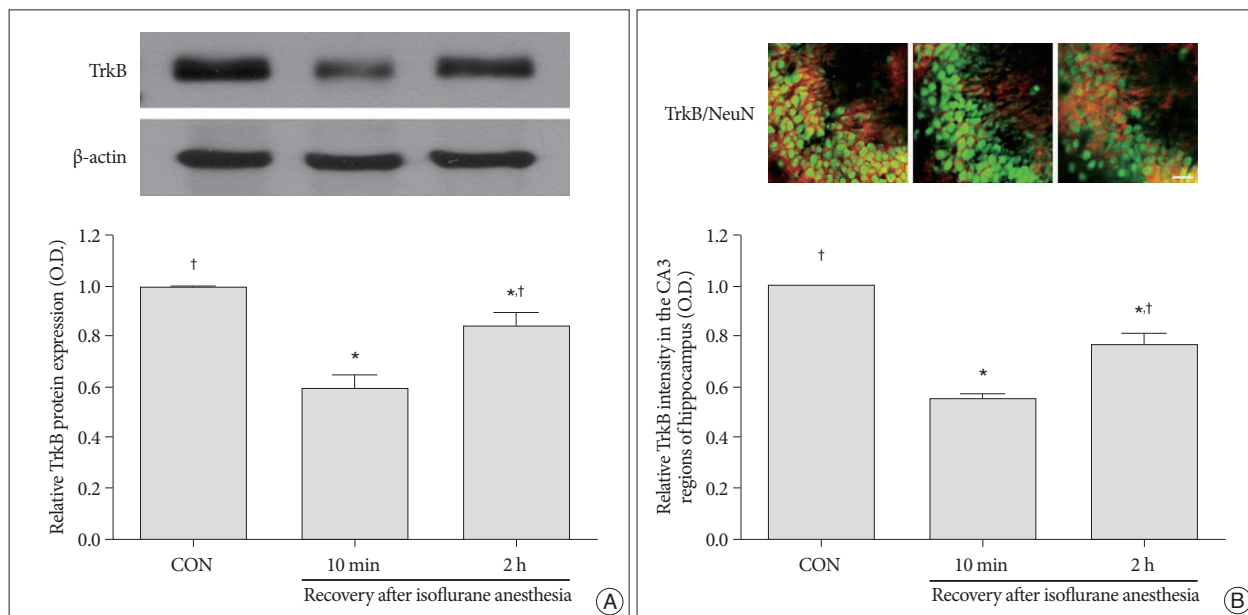 TrkB
β-actin
Relative TrkB protein expression (O.D.)
1.2
1.0
0.8
0.6
0.4
0.2
0.0
†
*
*,†
CON
10 min
2 h
Recovery after isoflurane anesthesia
A
TrkB/NeuN
Relative TrkB intensity in the CA3
regions of hippocampus (O.D.)
1.2
1.0
0.8
0.6
0.4
0.2
0.0
†
*
*,†
CON
10 min
2 h
Recovery after isoflurane anesthesia
B